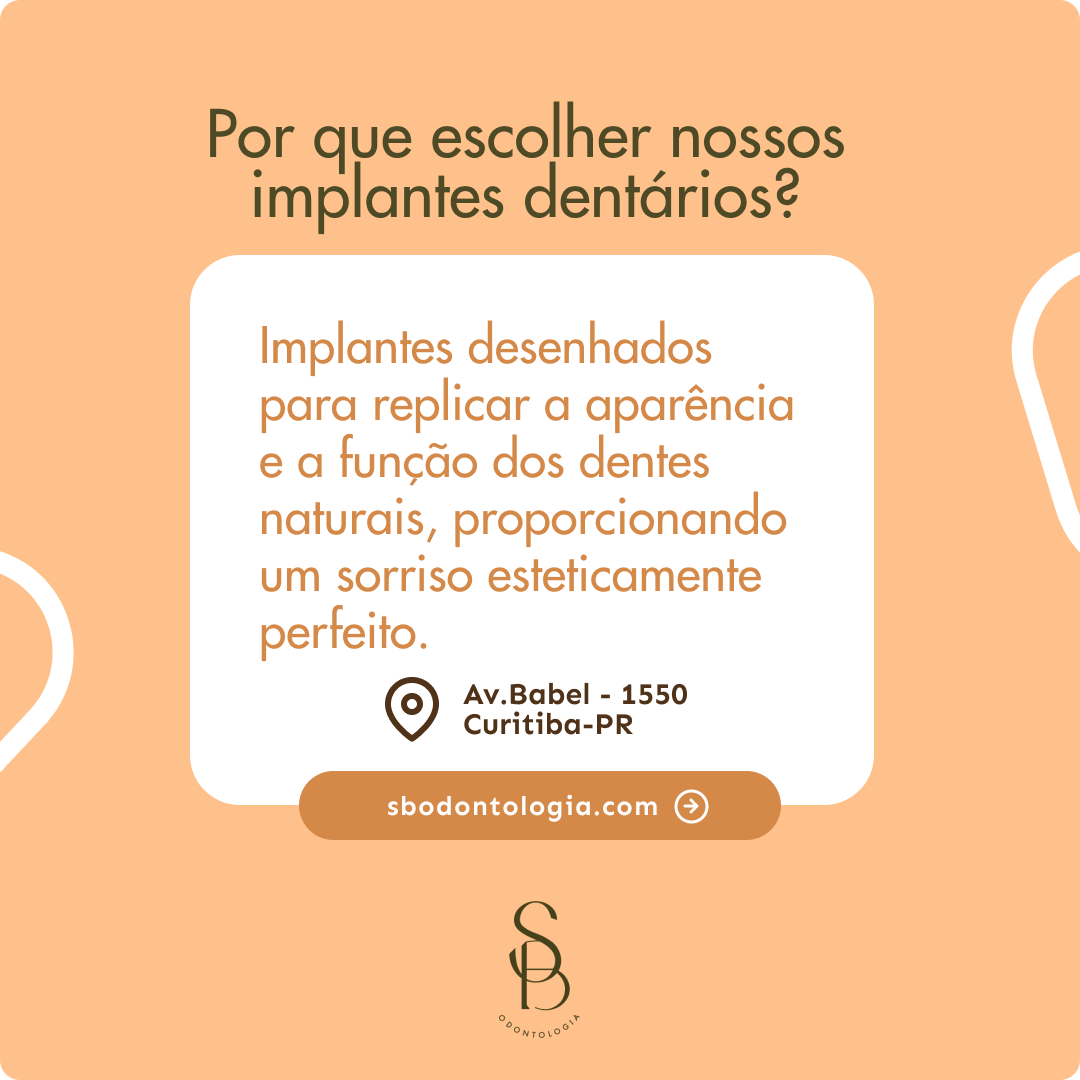 Por que escolher nossos
implantes dentários?
Implantes desenhados
para replicar a aparência
e a função dos dentes
naturais, proporcionando
um sorriso esteticamente
perfeito.
Av.Babel - 1550
Curitiba-PR
sbodontologia.com
SB
ODONTOLOGIA